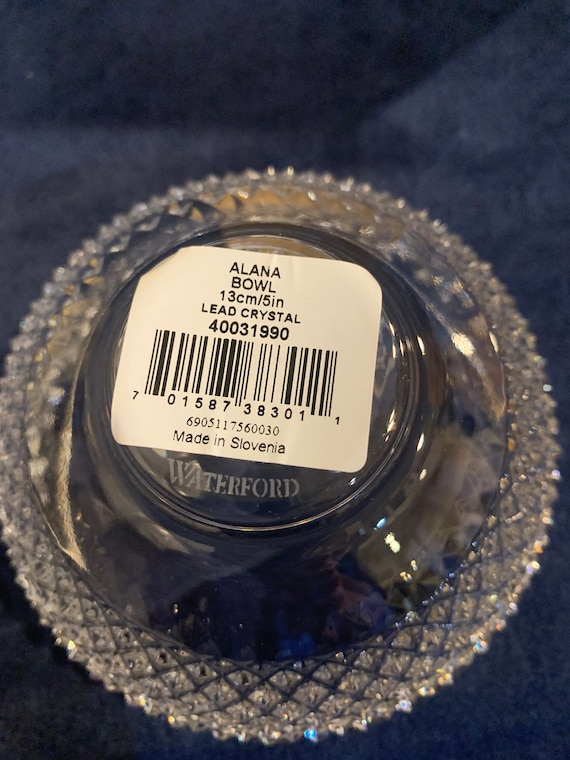 ALANA
BOWL
13cm/5in
LEAD CRYSTAL
40031990
7 01587 38301 1
6905117560030
Made in Slovenia
WATERFORD